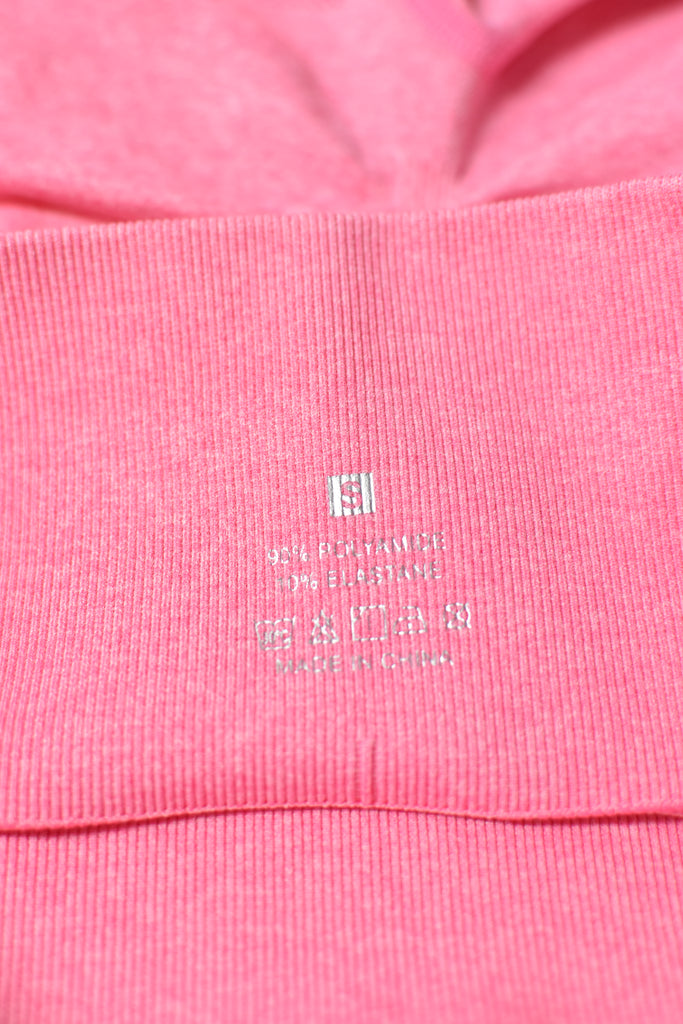 S
90% POLYAMIDE
10% ELASTANE
MADE IN CHINA